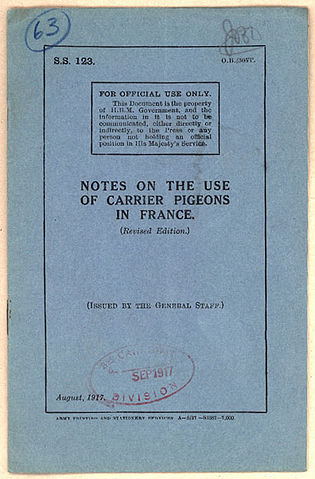 63
S.S. 123.
FOR OFFICIAL USE ONLY.
This Document is the property
of H.B.M. Government, and the
information in it is not to be
communicated, either directly or
indirectly, to the Press or any
person not holding an official
position in His Majesty's Service.
NOTES ON THE USE
OF CARRIER PIGEONS
IN FRANCE.
(Revised Edition.)
(ISSUED BY THE GENERAL STAFF.)
SEP 1917
DIVISION
August, 1917.
ARMY PRINTING AND STATIONERY SERVICES